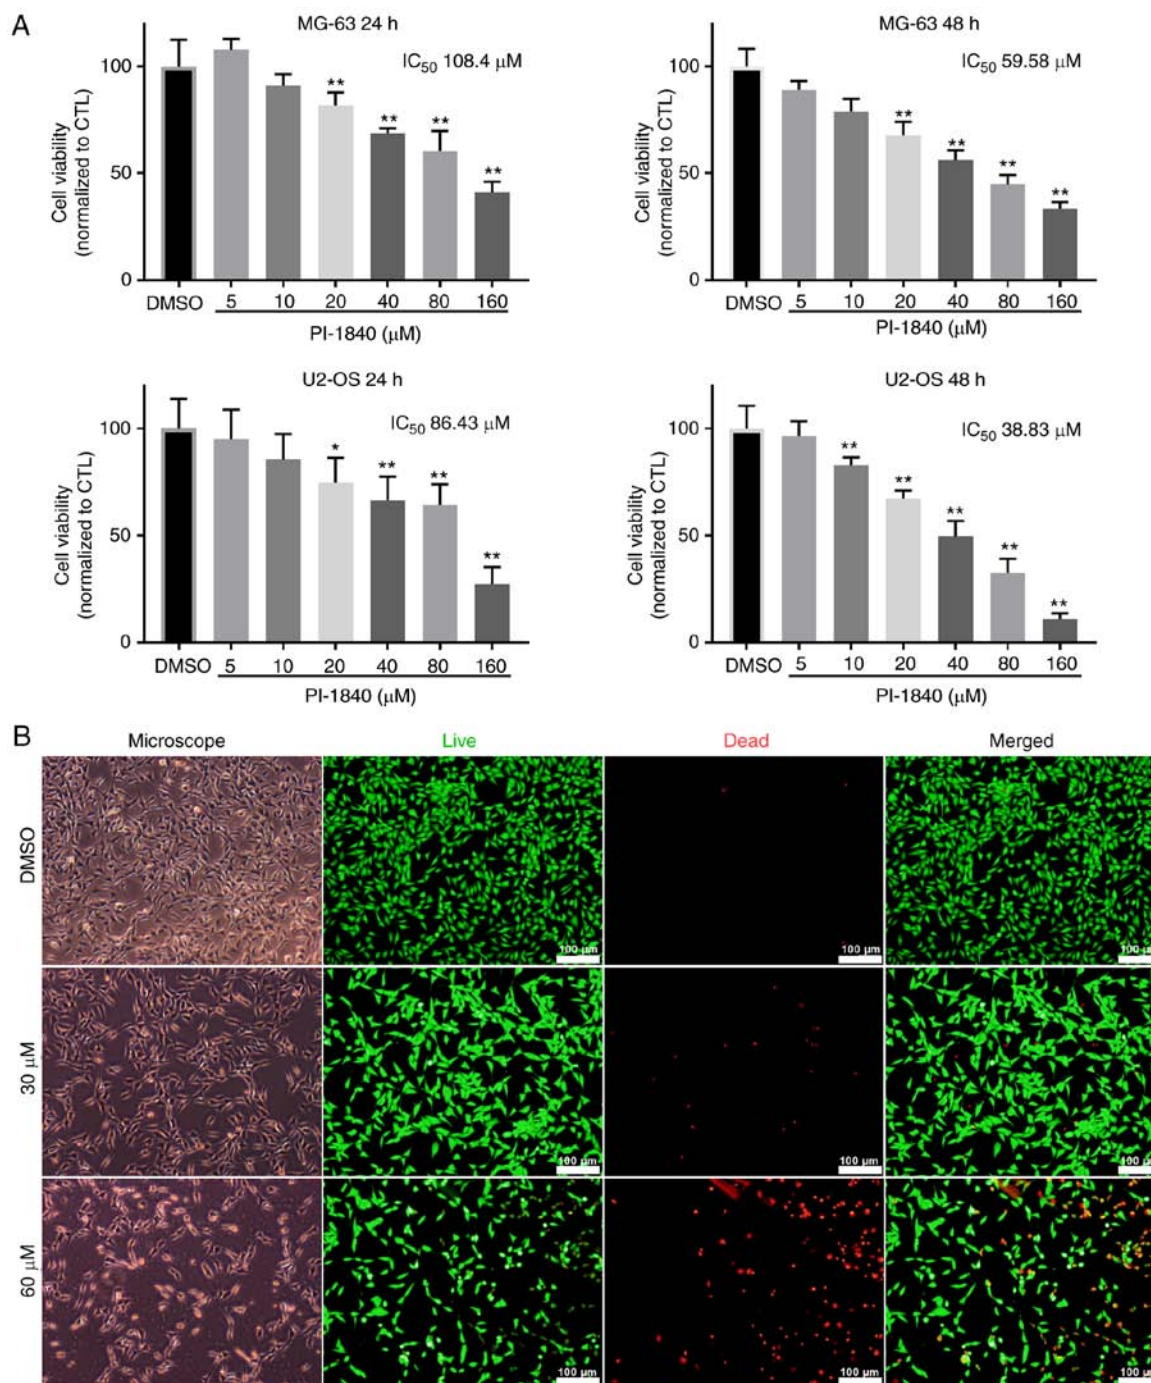 A
MG-63 24 h
IC50 108.4 µM
Cell viability
(normalized to CTL)
100
50
0
**
**
**
**
DMSO 5 10 20 40 80 160
PI-1840 (µM)
MG-63 48 h
IC50 59.58 µM
Cell viability
(normalized to CTL)
100
50
0
**
**
**
**
DMSO 5 10 20 40 80 160
PI-1840 (µM)
U2-OS 24 h
IC50 86.43 µM
Cell viability
(normalized to CTL)
100
50
0
*
**
**
**
DMSO 5 10 20 40 80 160
PI-1840 (µM)
U2-OS 48 h
IC50 38.83 µM
Cell viability
(normalized to CTL)
100
50
0
**
**
**
**
**
DMSO 5 10 20 40 80 160
PI-1840 (µM)
B
Microscope Live Dead Merged
DMSO
100 µm 100 µm 100 µm
30 µM
100 µm 100 µm 100 µm
60 µM
100 µm 100 µm 100 µm